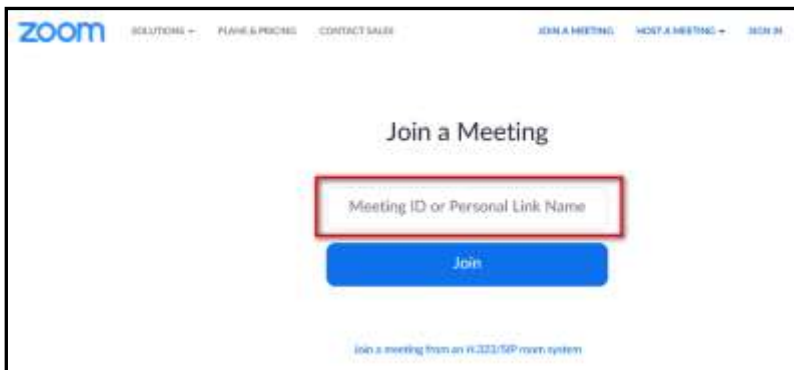 zoom SOLUTIONS PLANS & PRICING CONTACT SALES JOIN A MEETING HOST A MEETING SIGN IN
Join a Meeting
Meeting ID or Personal Link Name
Join
Join a meeting from an H.323/SIP room system